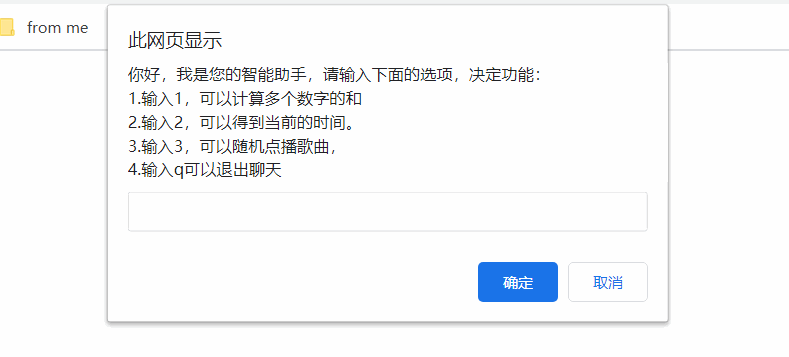 from me
此网页显示
你好，我是您的智能助手，请输入下面的选项，决定功能：
1.输入1，可以计算多个数字的和
2.输入2，可以得到当前的时间。
3.输入3，可以随机点播歌曲，
4.输入q可以退出聊天
确定
取消